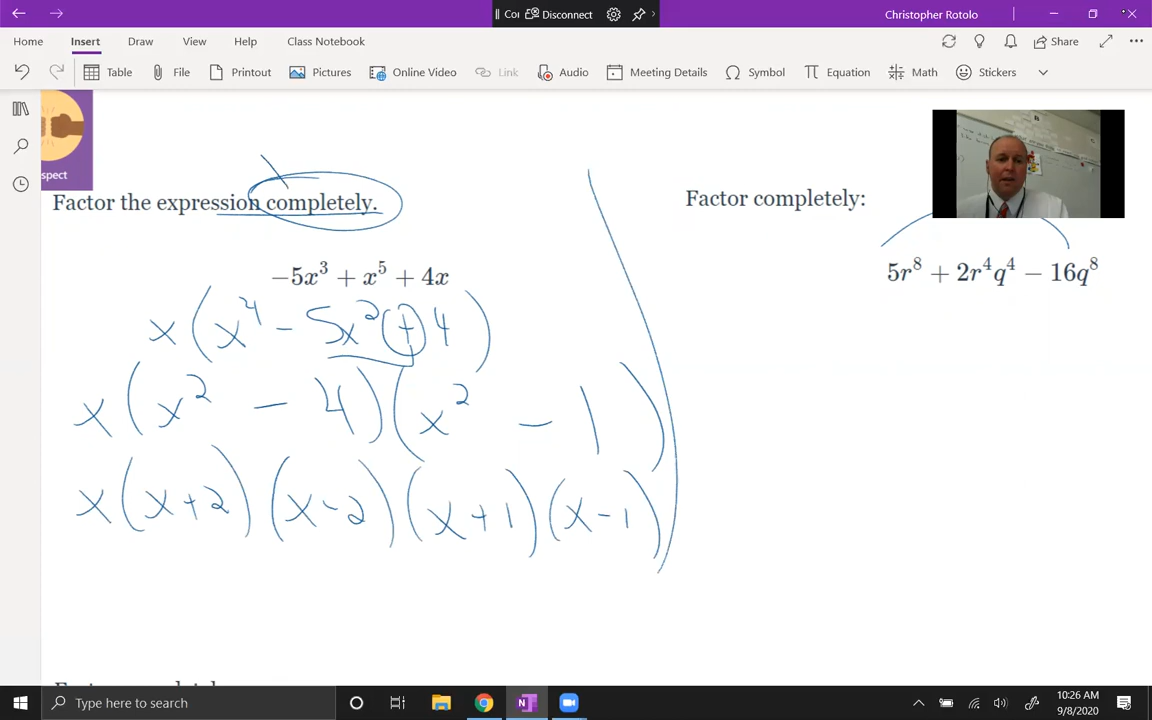 Cor
Disconnect
Christopher Rotolo
Home Insert Draw View Help Class Notebook
Share
Table File Printout Pictures Online Video Link Audio Meeting Details Symbol Equation Math Stickers
spect
Factor the expression completely.
−5x³ + x⁵ + 4x
x(x⁴ − 5x² + 4)
x(x² − 4)(x² − 1)
x(x+2)(x−2)(x+1)(x−1)
Factor completely:
5r⁸ + 2r⁴q⁴ − 16q⁸
Type here to search
10:26 AM
9/8/2020